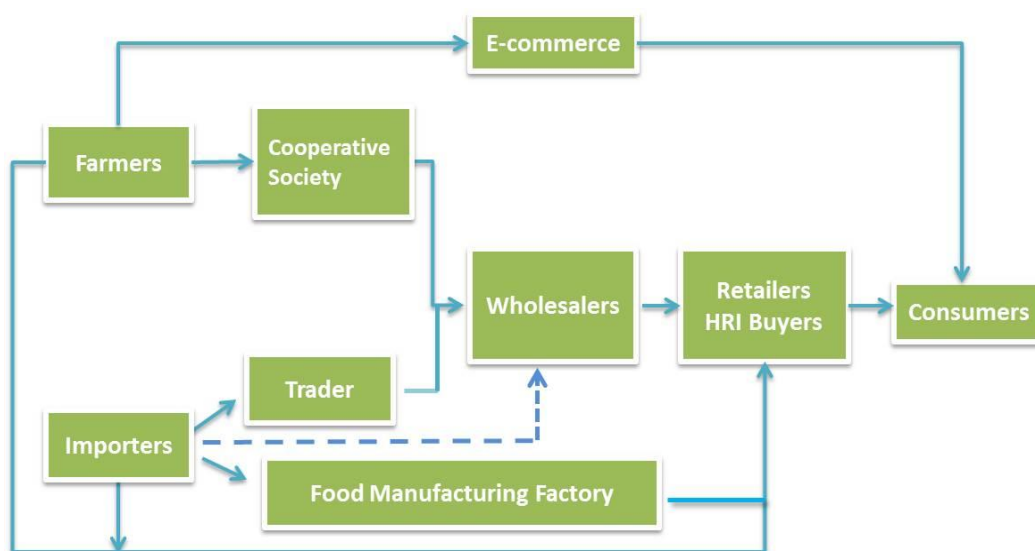 E-commerce
Farmers
Cooperative
Society
Wholesalers
Retailers
HRI Buyers
Consumers
Trader
Importers
Food Manufacturing Factory